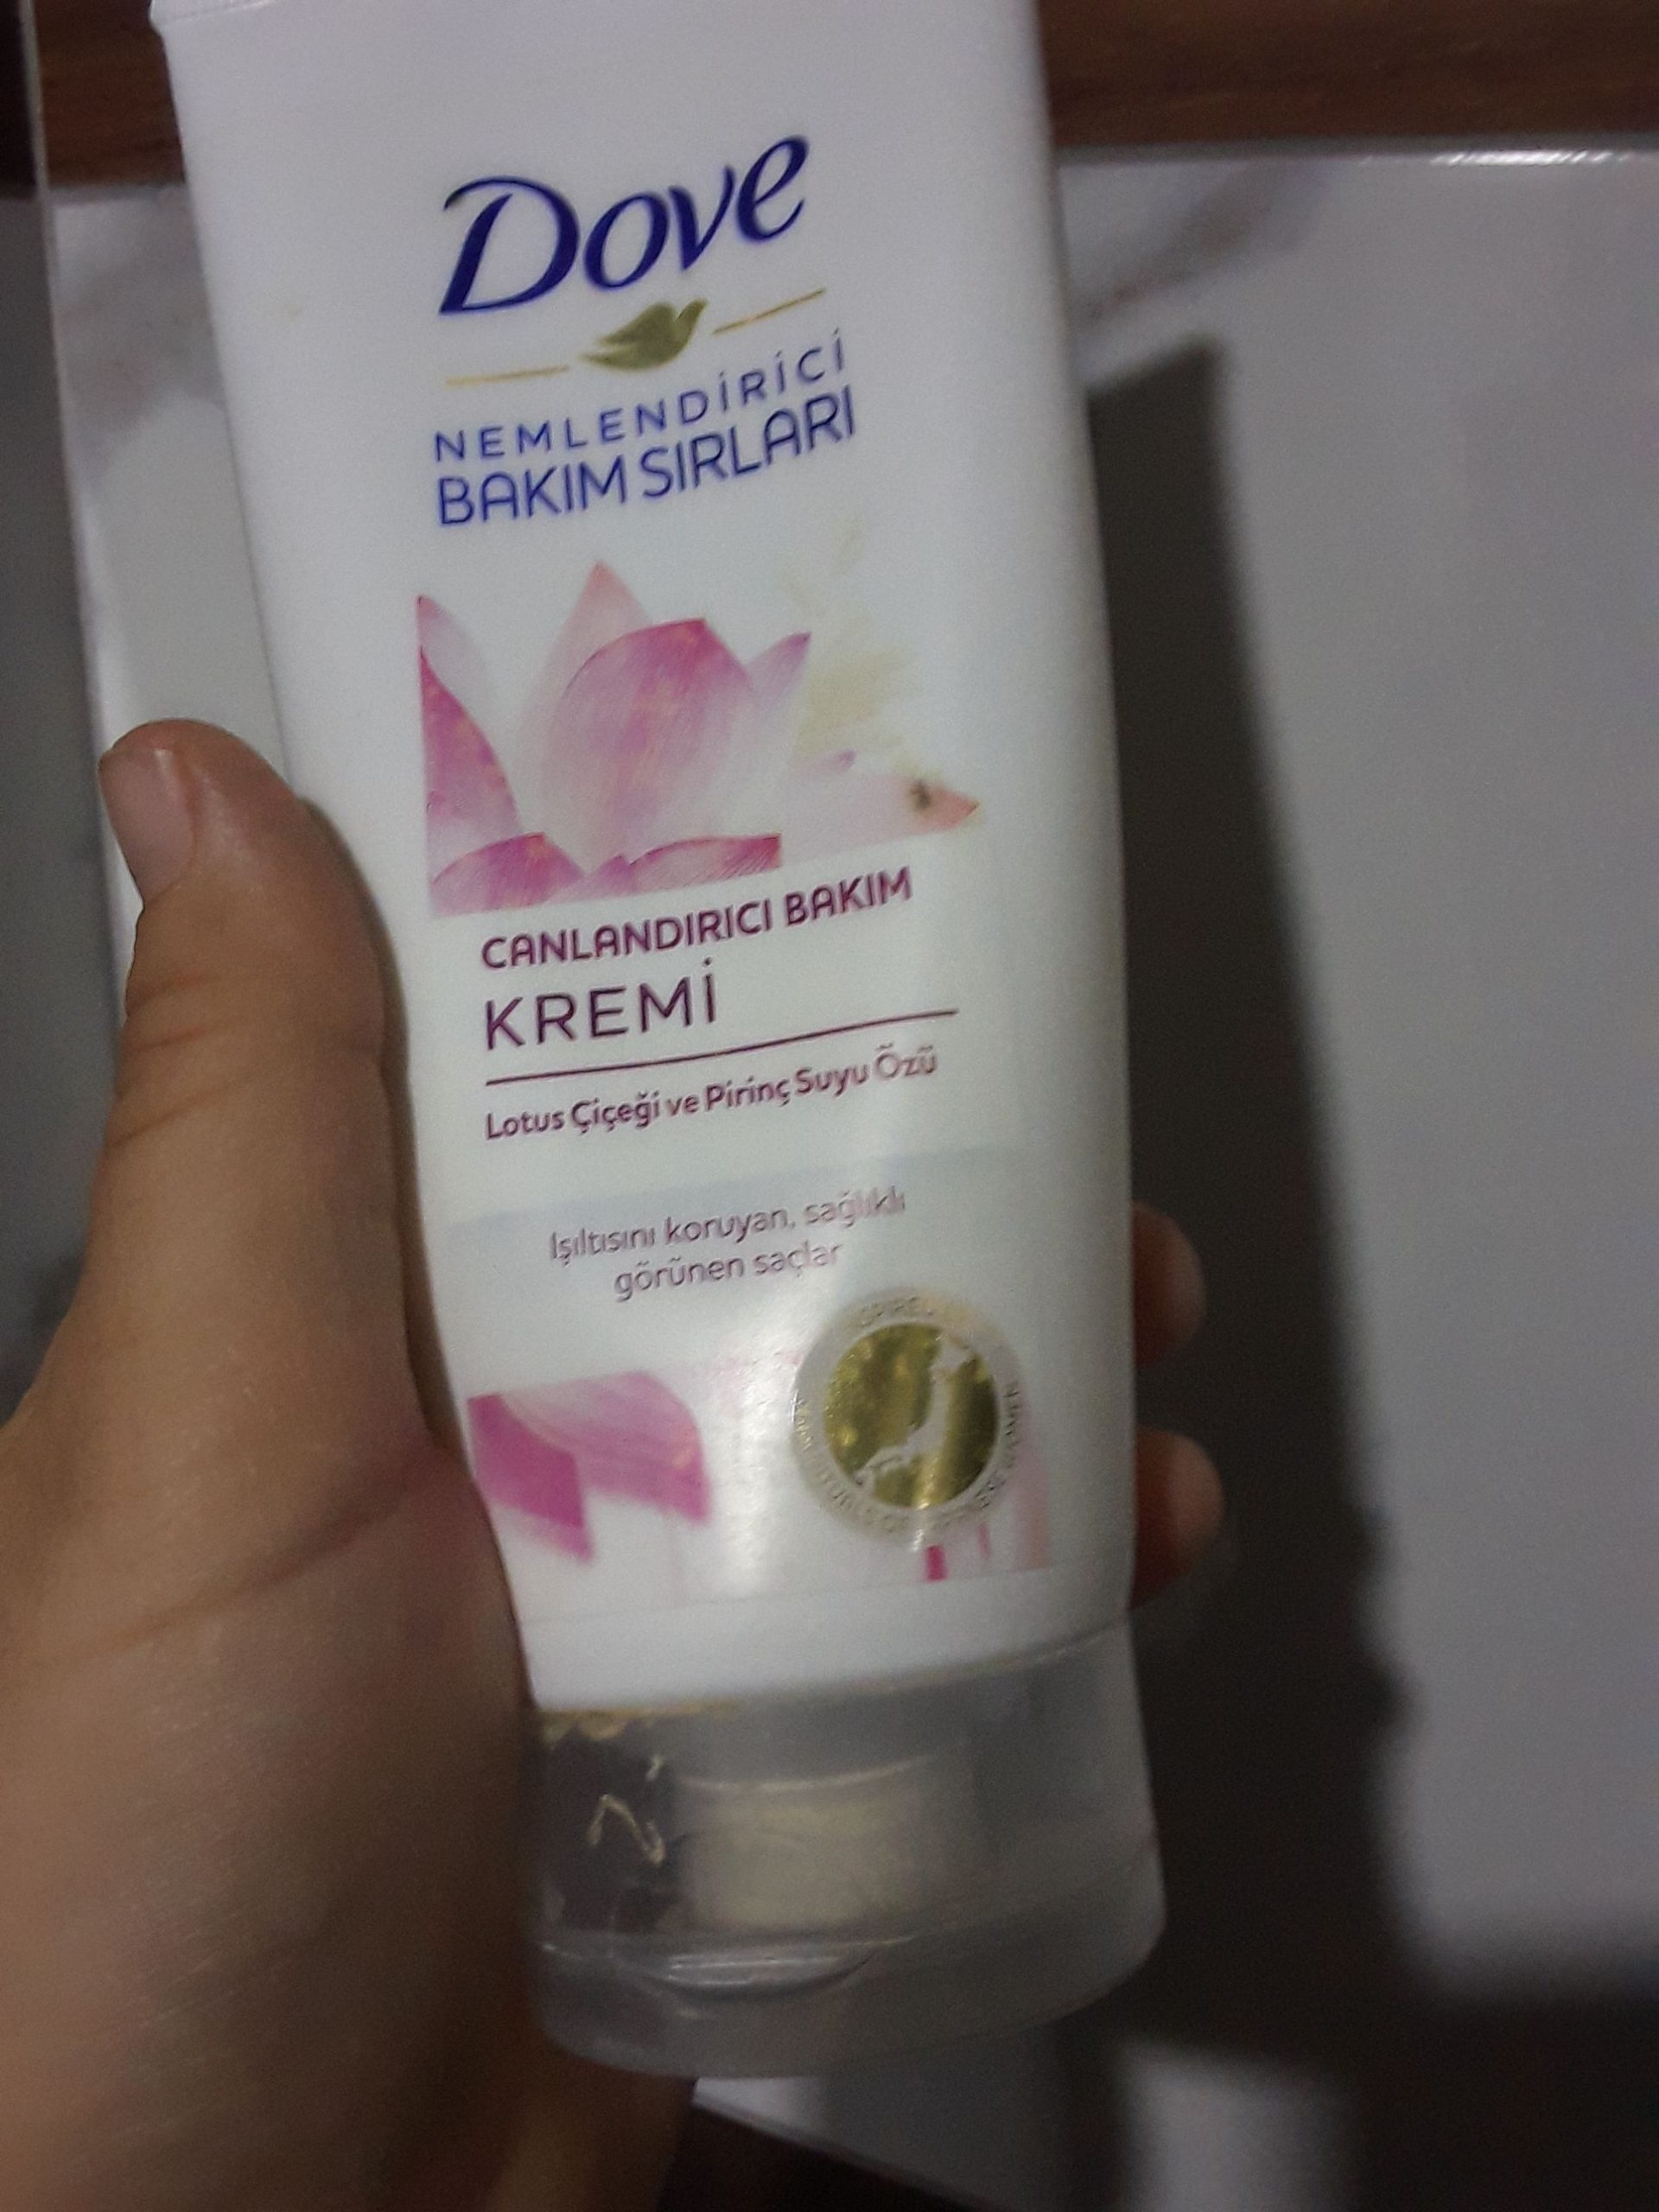 Dove
NEMLENDİRİCİ
BAKIM SIRLARI
CANLANDIRICI BAKIM
KREMİ
Lotus Çiçeği ve Pirinç Suyu Özü
Işıltısını koruyan, sağlıklı
görünen saçlar